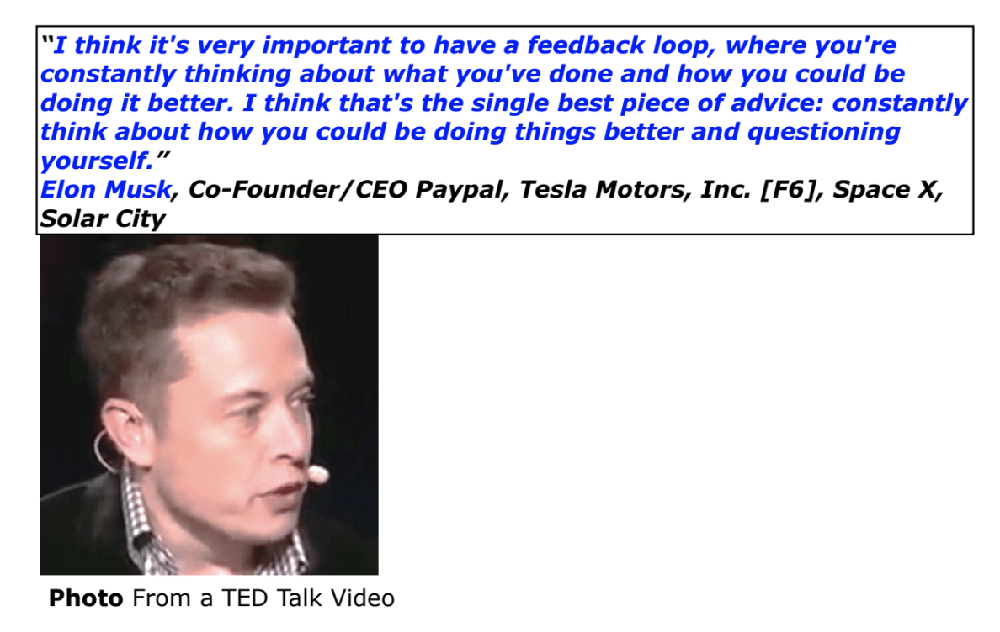 “I think it's very important to have a feedback loop, where you're
constantly thinking about what you've done and how you could be
doing it better. I think that's the single best piece of advice: constantly
think about how you could be doing things better and questioning
yourself.”
Elon Musk, Co-Founder/CEO Paypal, Tesla Motors, Inc. [F6], Space X,
Solar City
Photo From a TED Talk Video